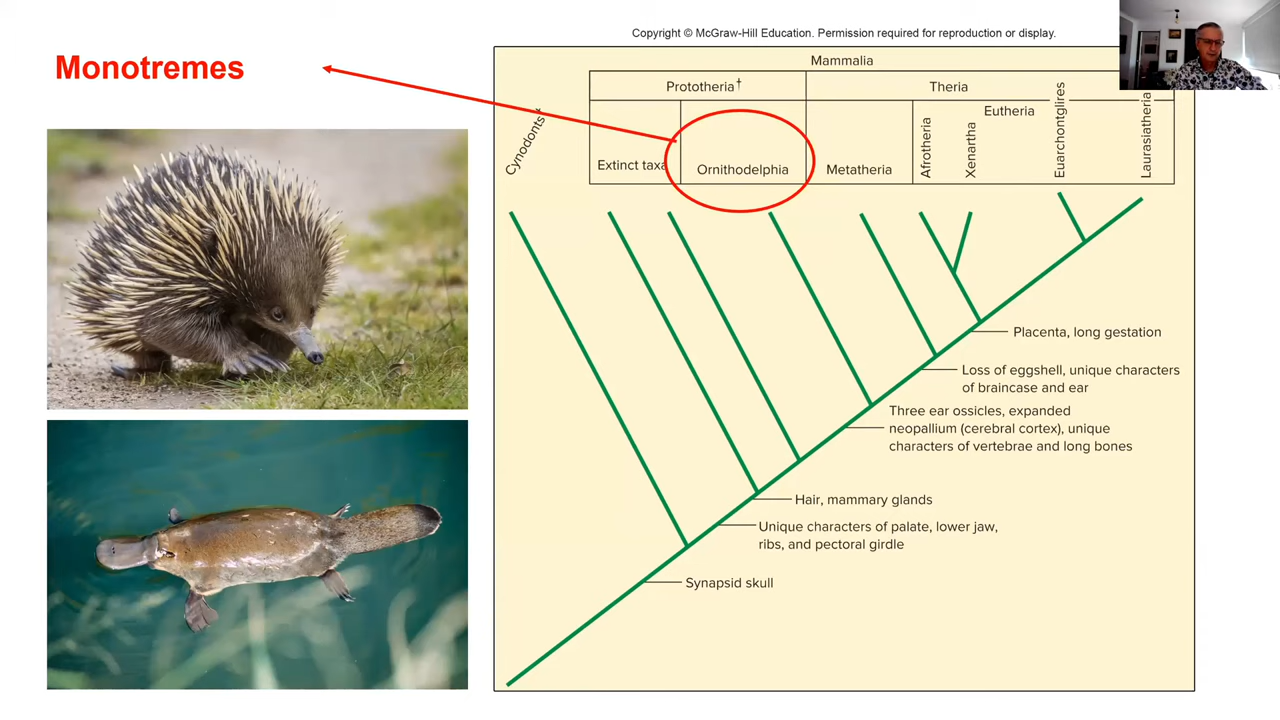 Copyright © McGraw-Hill Education. Permission required for reproduction or display.
Monotremes
Mammalia
Prototheria†
Theria
Eutheria
Cynodonts*
Extinct taxa
Ornithodelphia
Metatheria
Afrotheria
Xenartha
Euarchontglires
Laurasiatheria
Placenta, long gestation
Loss of eggshell, unique characters
of braincase and ear
Three ear ossicles, expanded
neopallium (cerebral cortex), unique
characters of vertebrae and long bones
Hair, mammary glands
Unique characters of palate, lower jaw,
ribs, and pectoral girdle
Synapsid skull